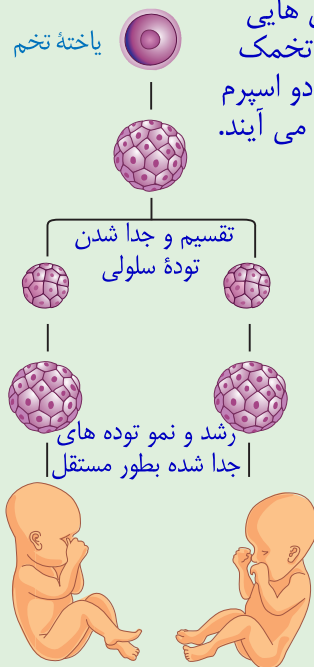 هایی
تخمک
دو اسپرم
می آیند.
یاختهٔ تخم
تقسیم و جدا شدن
تودهٔ سلولی
رشد و نمو توده های
جدا شده بطور مستقل